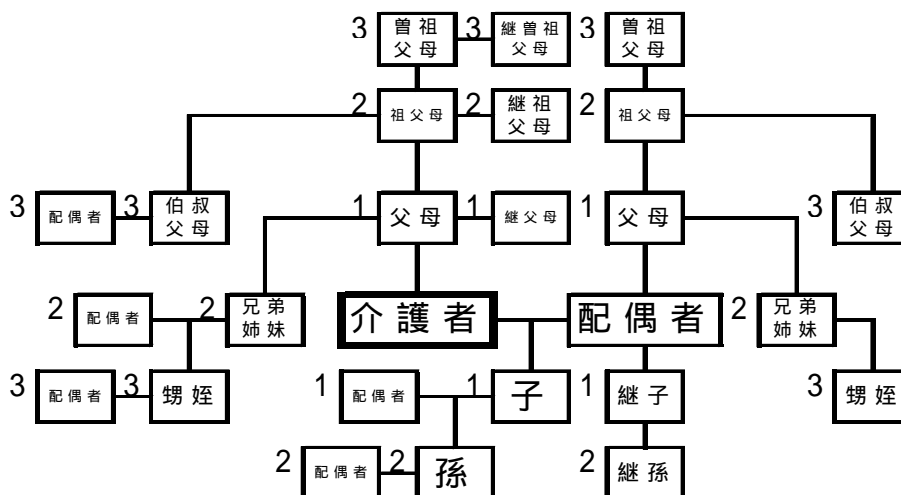 3 曽祖父母 3 継曽祖父母 3 曽祖父母
2 祖父母 2 継祖父母 2 祖父母
3 配偶者 3 伯叔父母 1 父母 1 継父母 1 父母 3 伯叔父母
2 配偶者 2 兄弟姉妹 介護者 配偶者 2 兄弟姉妹
3 配偶者 3 甥姪 1 配偶者 1 子 1 継子 3 甥姪
2 配偶者 2 孫 2 継孫